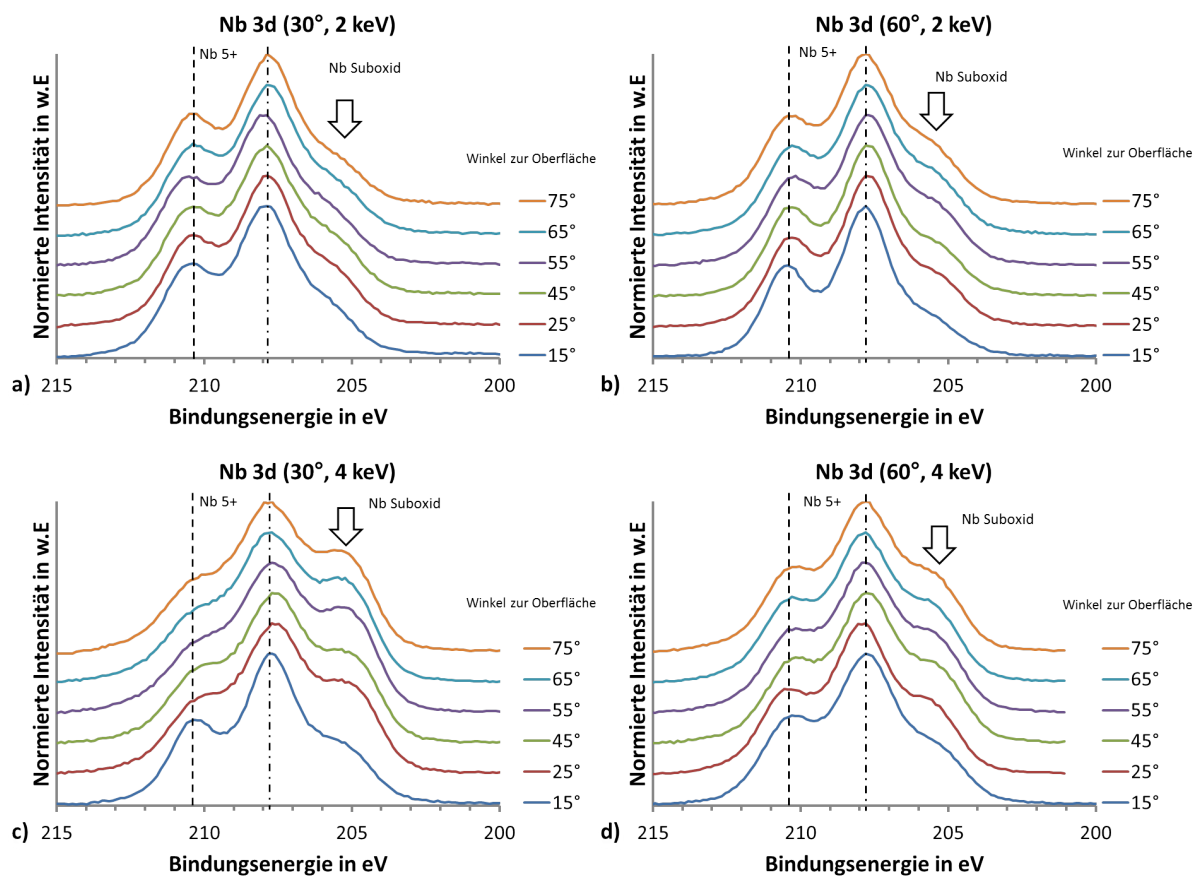 Nb 3d (30°, 2 keV)
Nb 5+
Nb Suboxid
Normierte Intensität in w.E
Winkel zur Oberfläche
75°
65°
55°
45°
25°
15°
a)
215
210
205
200
Bindungsenergie in eV
Nb 3d (60°, 2 keV)
Nb 5+
Nb Suboxid
Normierte Intensität in w.E
Winkel zur Oberfläche
75°
65°
55°
45°
25°
15°
b)
215
210
205
200
Bindungsenergie in eV
Nb 3d (30°, 4 keV)
Nb 5+
Nb Suboxid
Normierte Intensität in w.E
Winkel zur Oberfläche
75°
65°
55°
45°
25°
15°
c)
215
210
205
200
Bindungsenergie in eV
Nb 3d (60°, 4 keV)
Nb 5+
Nb Suboxid
Normierte Intensität in w.E
Winkel zur Oberfläche
75°
65°
55°
45°
25°
15°
d)
215
210
205
200
Bindungsenergie in eV